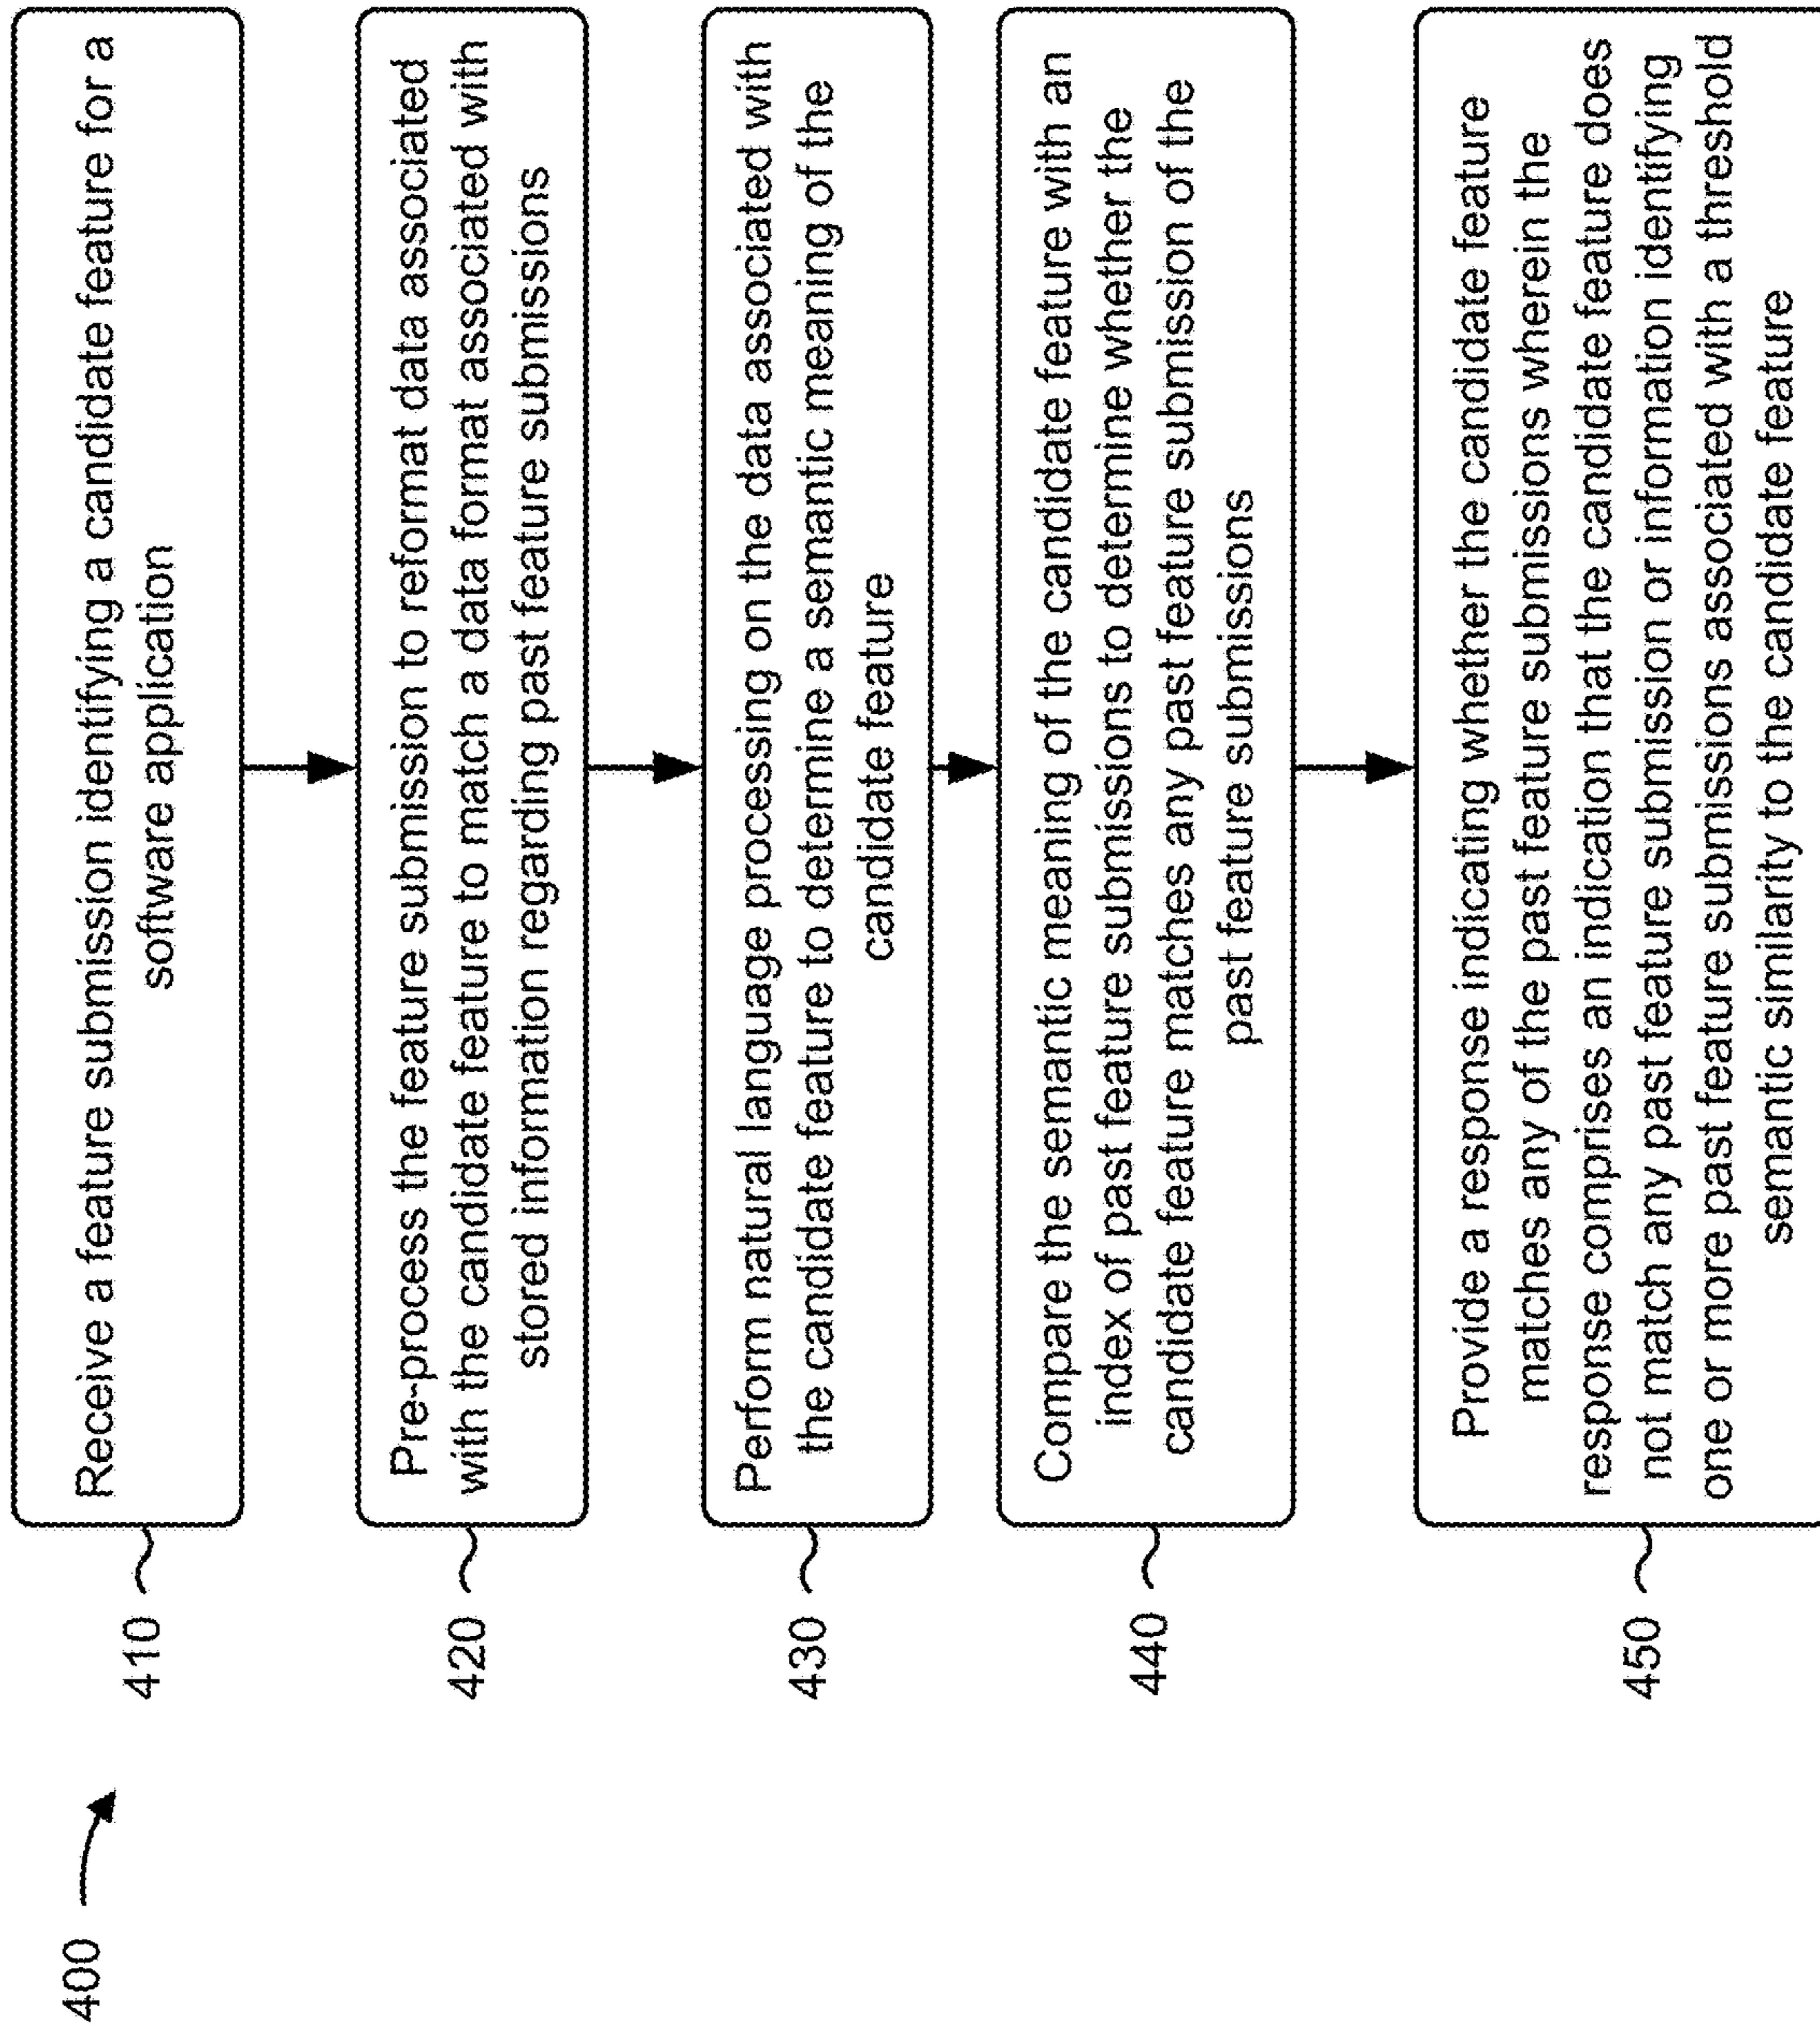 400
410
Receive a feature submission identifying a candidate feature for a
software application
420
Pre-process the feature submission to reformat data associated
with the candidate feature to match a data format associated with
stored information regarding past feature submissions
430
Perform natural language processing on the data associated with
the candidate feature to determine a semantic meaning of the
candidate feature
440
Compare the semantic meaning of the candidate feature with an
index of past feature submissions to determine whether the
candidate feature matches any past feature submission of the
past feature submissions
450
Provide a response indicating whether the candidate feature
matches any of the past feature submissions wherein the
response comprises an indication that the candidate feature does
not match any past feature submission or information identifying
one or more past feature submissions associated with a threshold
semantic similarity to the candidate feature